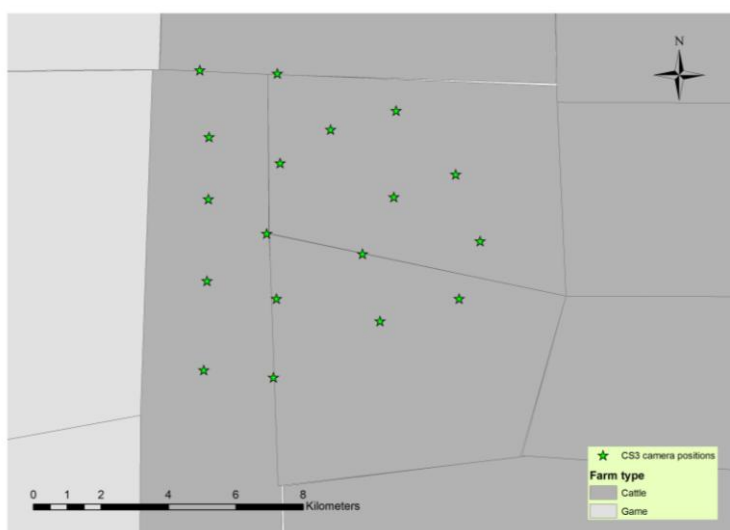 N
CS3 camera positions
Farm type
Cattle
Game
0 1 2 4 6 8
Kilometers